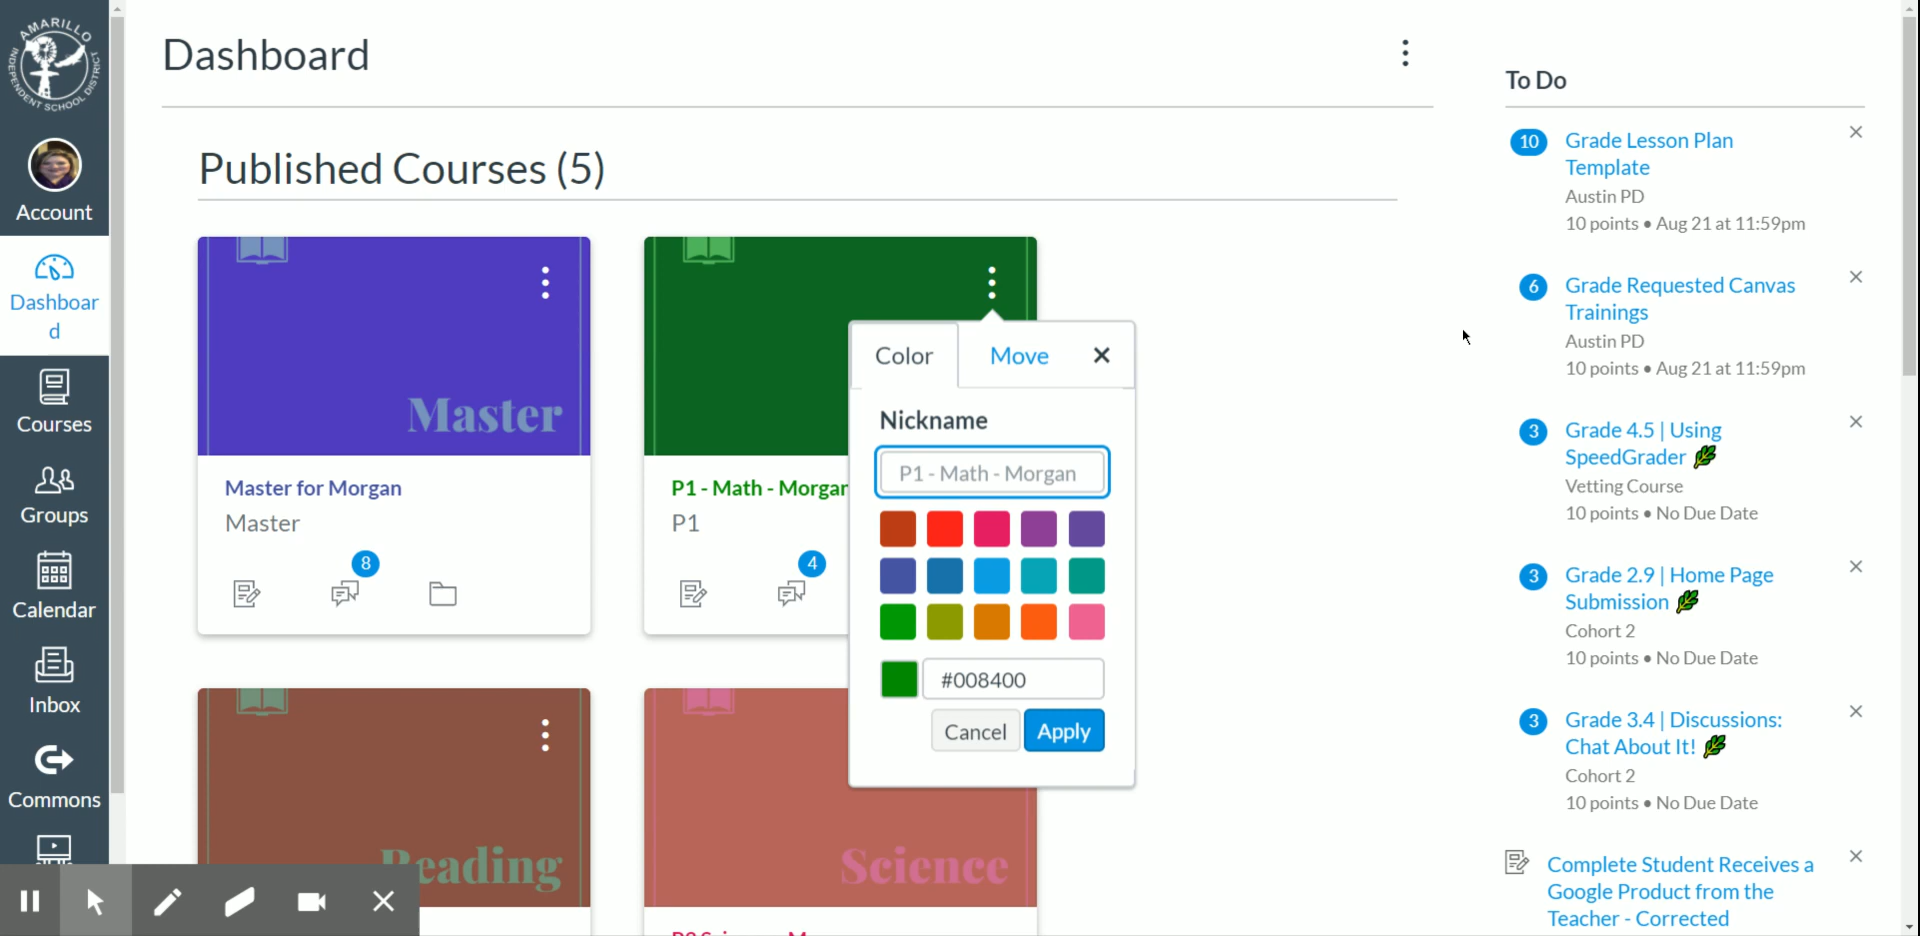 AMARILLO
INDEPENDENT SCHOOL DISTRICT
Account
Dashboar
d
Courses
Groups
Calendar
Inbox
Commons
Dashboard
Published Courses (5)
Master
Master for Morgan
Master
8
P1 - Math - Morgan
P1
4
Color
Move
Nickname
P1 - Math - Morgan
#008400
Cancel
Apply
Reading
Science
To Do
10
Grade Lesson Plan
Template
Austin PD
10 points • Aug 21 at 11:59pm
6
Grade Requested Canvas
Trainings
Austin PD
10 points • Aug 21 at 11:59pm
3
Grade 4.5 | Using
SpeedGrader
Vetting Course
10 points • No Due Date
3
Grade 2.9 | Home Page
Submission
Cohort 2
10 points • No Due Date
3
Grade 3.4 | Discussions:
Chat About It!
Cohort 2
10 points • No Due Date
Complete Student Receives a
Google Product from the
Teacher - Corrected